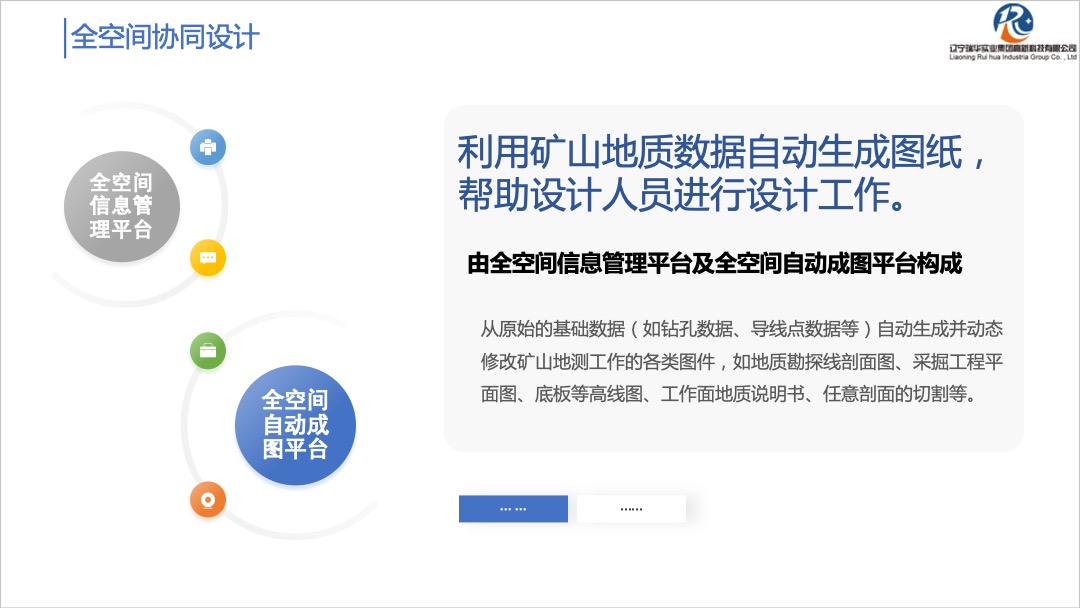 全空间协同设计
辽宁瑞华实业集团高新科技有限公司
Liaoning Rui hua Industria Group Co. , Ltd
全空间
信息管
理平台
全空间
自动成
图平台
利用矿山地质数据自动生成图纸，
帮助设计人员进行设计工作。
由全空间信息管理平台及全空间自动成图平台构成
从原始的基础数据（如钻孔数据、导线点数据等）自动生成并动态
修改矿山地测工作的各类图件，如地质勘探线剖面图、采掘工程平
面图、底板等高线图、工作面地质说明书、任意剖面的切割等。
... ...
......